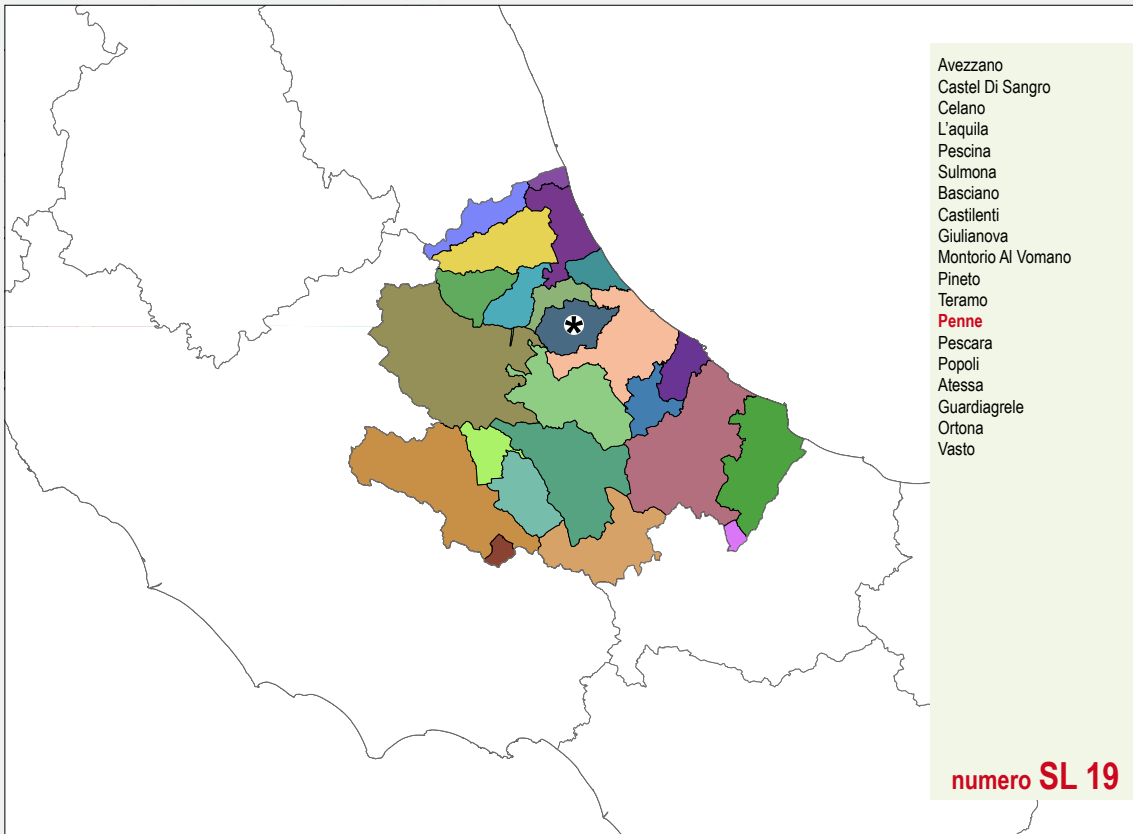 Avezzano
Castel Di Sangro
Celano
L'aquila
Pescina
Sulmona
Basciano
Castilenti
Giulianova
Montorio Al Vomano
Pineto
Teramo
Penne
Pescara
Popoli
Atessa
Guardiagrele
Ortona
Vasto
numero SL 19